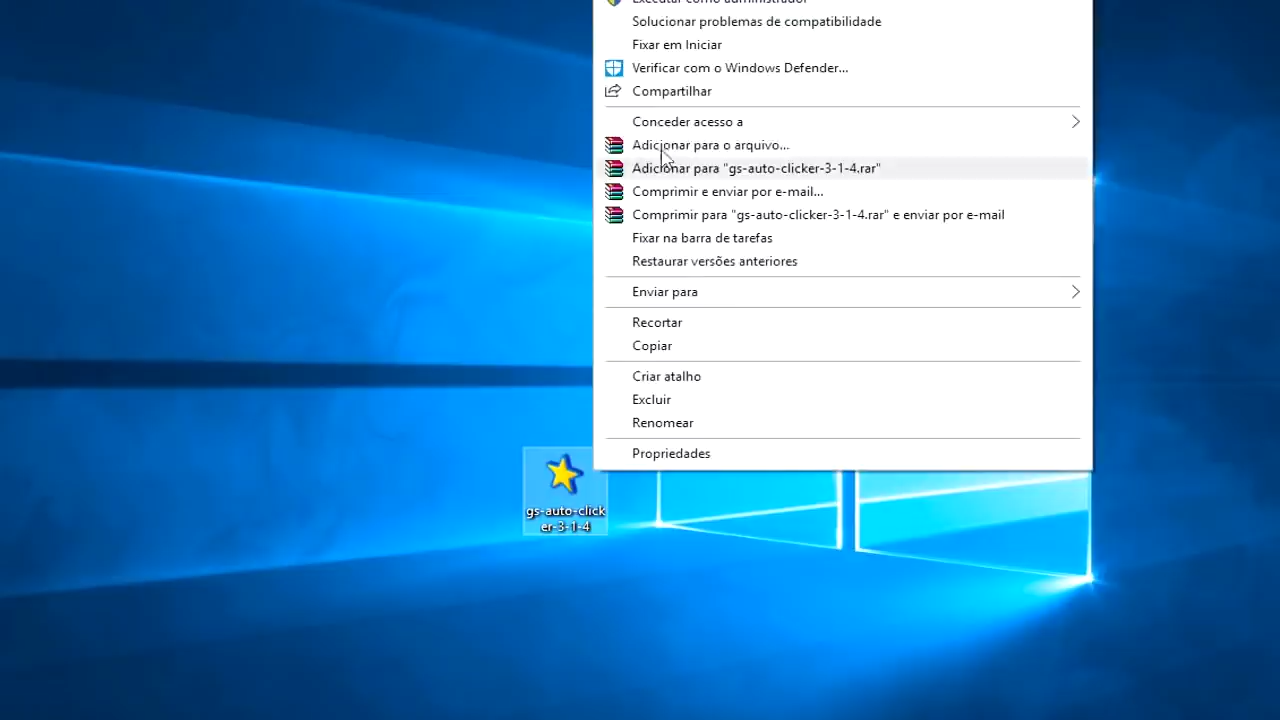 Executar como administrador
Solucionar problemas de compatibilidade
Fixar em Iniciar
Verificar com o Windows Defender...
Compartilhar
Conceder acesso a
Adicionar para o arquivo...
Adicionar para "gs-auto-clicker-3-1-4.rar"
Comprimir e enviar por e-mail...
Comprimir para "gs-auto-clicker-3-1-4.rar" e enviar por e-mail
Fixar na barra de tarefas
Restaurar versões anteriores
Enviar para
Recortar
Copiar
Criar atalho
Excluir
Renomear
Propriedades
gs-auto-click
er-3-1-4